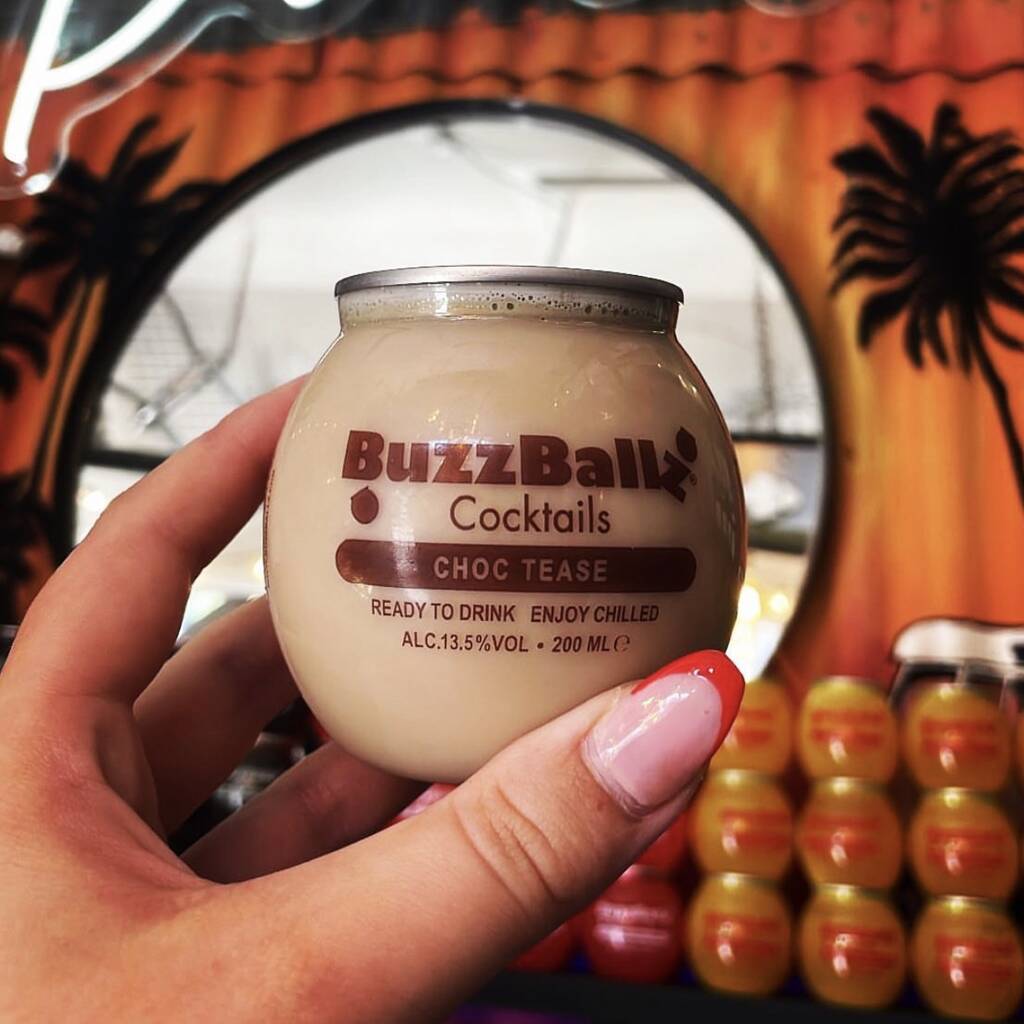 BuzzBallz®
Cocktails
CHOC TEASE
READY TO DRINK ENJOY CHILLED
ALC.13.5%VOL • 200 ML ℮